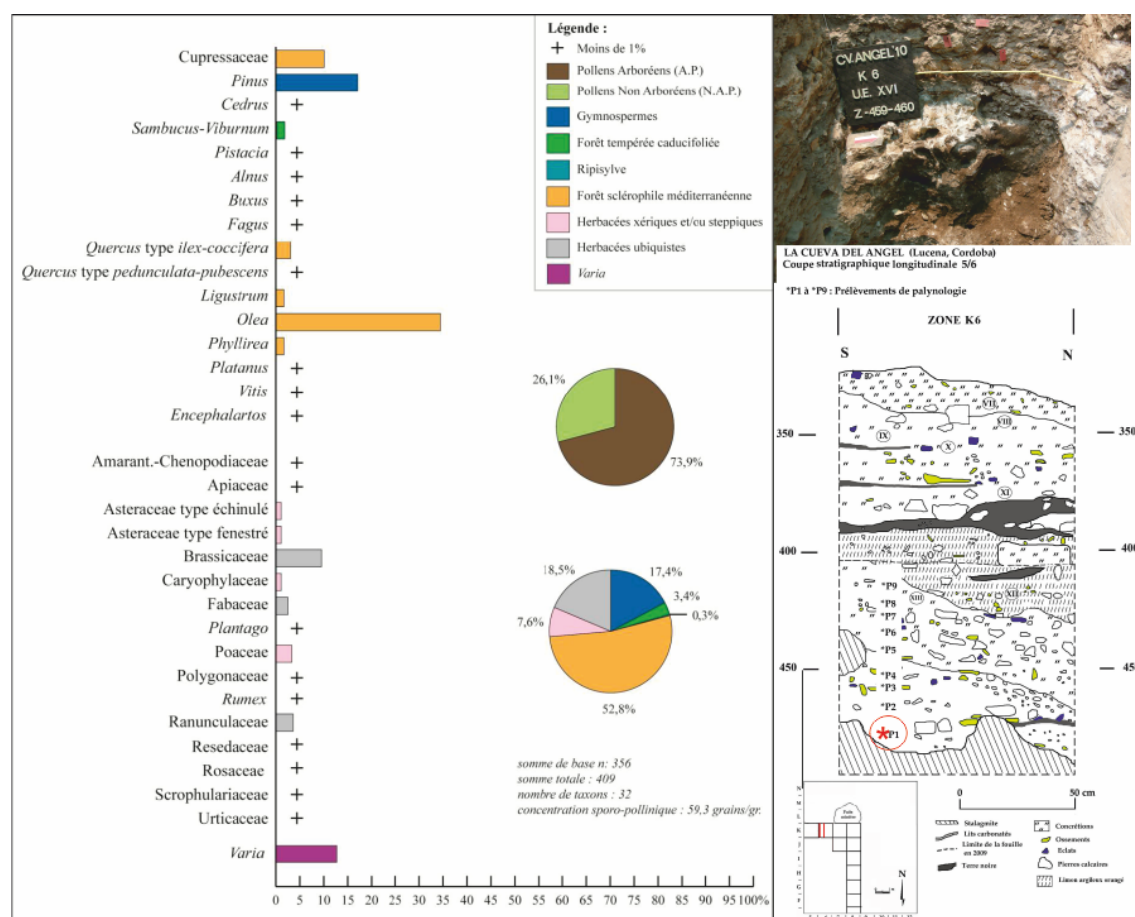 Cupressaceae
Pinus
Cedrus
Sambucus-Viburnum
Pistacia
Alnus
Buxus
Fagus
Quercus type ilex-coccifera
Quercus type pedunculata-pubescens
Ligustrum
Olea
Phyllirea
Platanus
Vitis
Encephalartos
Amarant.-Chenopodiaceae
Apiaceae
Asteraceae type échinulé
Asteraceae type fenestré
Brassicaceae
Caryophylaceae
Fabaceae
Plantago
Poaceae
Polygonaceae
Rumex
Ranunculaceae
Resedaceae
Rosaceae
Scrophulariaceae
Urticaceae
Varia
0 5 10 15 20 25 30 35 40 45 50 55 60 65 70 75 80 85 90 95 100%
Légende :
+ Moins de 1%
Pollens Arboréens (A.P.)
Pollens Non Arboréens (N.A.P.)
Gymnospermes
Forêt tempérée caducifoliée
Ripisylve
Forêt sclérophile méditerranéenne
Herbacées xériques et/cu steppiques
Herbacées ubiquistes
Varia
26,1%
73,9%
18,5%
17,4%
3,4%
0,3%
7,6%
52,8%
somme de base n: 356
somme totale : 409
nombre de taxons : 32
concentration sporo-pollinique : 59,3 grains/gr.
CV.ANGEL'10
K 6
U.E. XVI
Z-459-460
LA CUEVA DEL ANGEL (Lucena, Cordoba)
Coupe stratigraphique longitudinale 5/6
*P1 à *P9 : Prélèvements de palynologie
ZONE K6
S N
VII
VIII
350 350
IX
X
XI
400 400
*P9
XIII XII
*P8
*P7
*P6
*P5
450 45
*P4
*P3
*P2
*P1
0 50 cm
N
Stalagmite
Lits carbonatés
Limite de la fouille
en 2009
Terre noire
Concrétions
Ossements
Eclats
Pierres calcaires
Limon argileux orangé